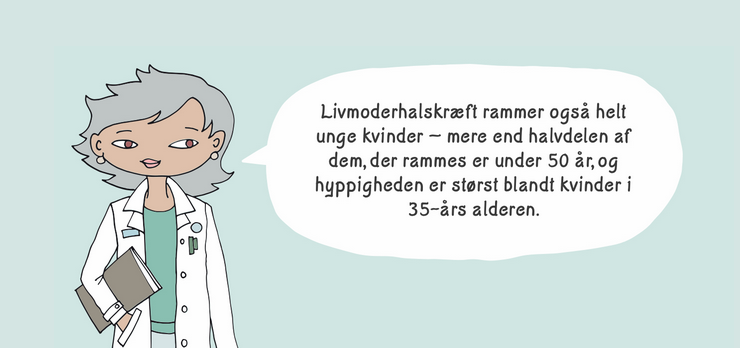 Livmoderhalskræft rammer også helt
unge kvinder – mere end halvdelen af
dem, der rammes er under 50 år, og
hyppigheden er størst blandt kvinder i
35-års alderen.